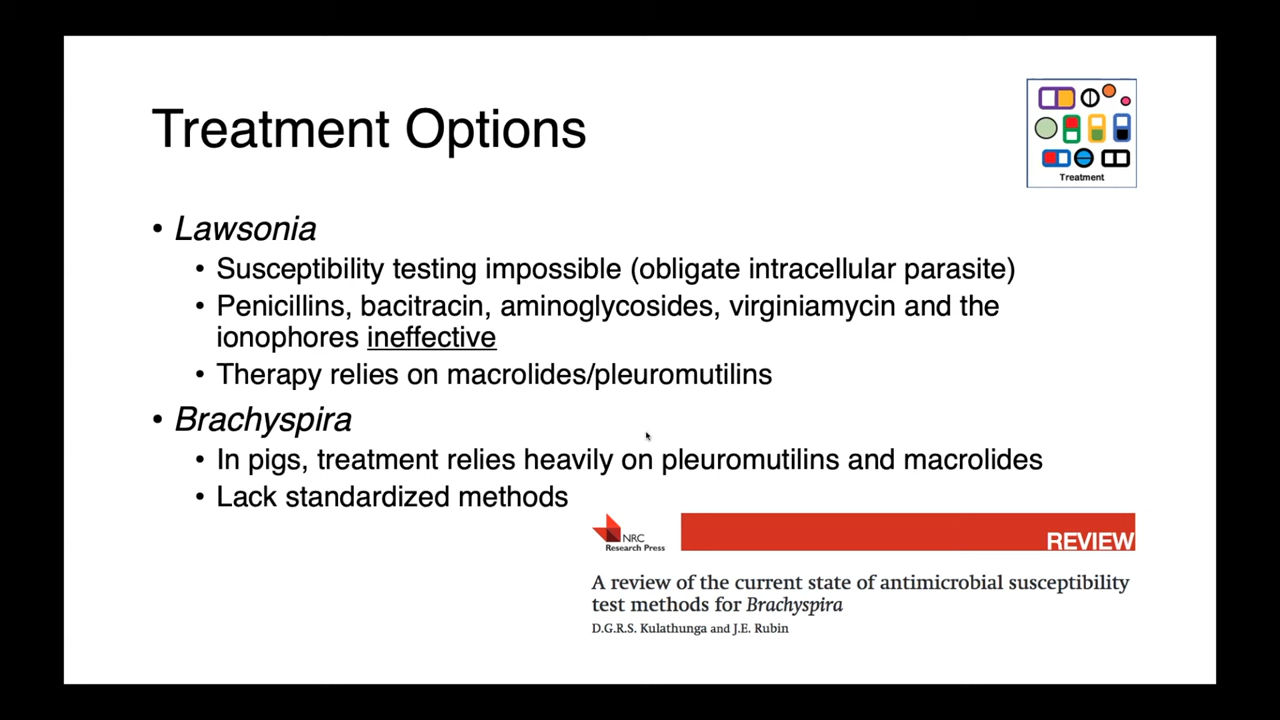 Treatment Options
Treatment
• Lawsonia
• Susceptibility testing impossible (obligate intracellular parasite)
• Penicillins, bacitracin, aminoglycosides, virginiamycin and the
ionophores ineffective
• Therapy relies on macrolides/pleuromutilins
• Brachyspira
• In pigs, treatment relies heavily on pleuromutilins and macrolides
• Lack standardized methods
NRC
Research Press
REVIEW
A review of the current state of antimicrobial susceptibility
test methods for Brachyspira
D.G.R.S. Kulathunga and J.E. Rubin